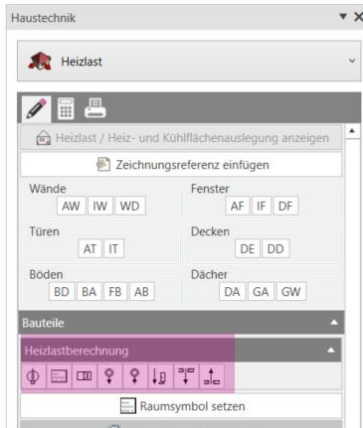 Haustechnik
Heizlast
Heizlast / Heiz- und Kühlflächenauslegung anzeigen
Zeichnungsreferenz einfügen
Wände Fenster
AW IW WD AF IF DF
Türen Decken
AT IT DE DD
Böden Dächer
BD BA FB AB DA GA GW
Bauteile
Heizlastberechnung
Raumsymbol setzen